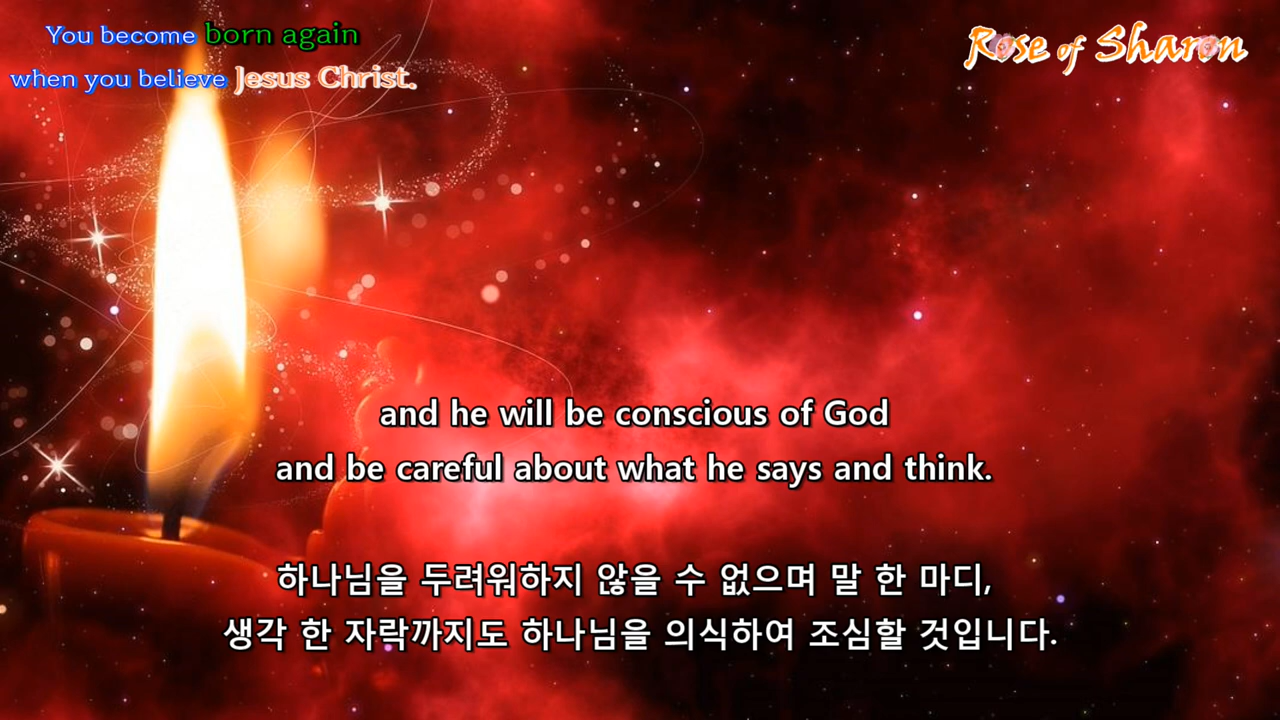 You become born again
when you believe Jesus Christ.
Rose of Sharon
and he will be conscious of God
and be careful about what he says and think.
하나님을 두려워하지 않을 수 없으며 말 한 마디,
생각 한 자락까지도 하나님을 의식하여 조심할 것입니다.